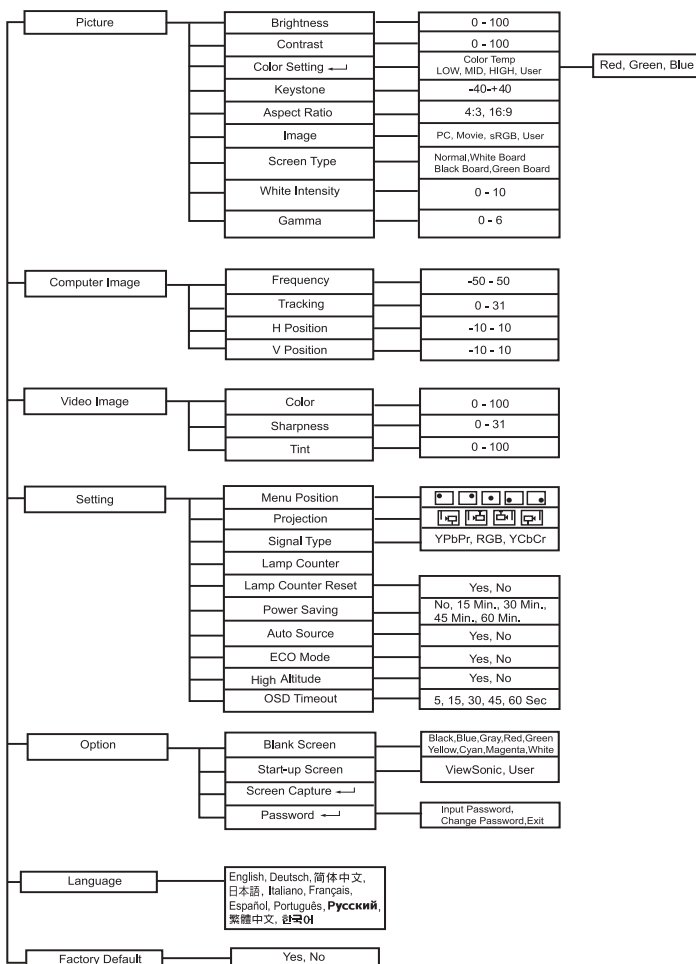 Picture
Brightness
0 - 100
Contrast
0 - 100
Color Setting ↵
Color Temp
LOW, MID, HIGH, User
Red, Green, Blue
Keystone
-40-+40
Aspect Ratio
4:3, 16:9
Image
PC, Movie, sRGB, User
Screen Type
Normal,White Board
Black Board,Green Board
White Intensity
0 - 10
Gamma
0 - 6
Computer Image
Frequency
-50 - 50
Tracking
0 - 31
H Position
-10 - 10
V Position
-10 - 10
Video Image
Color
0 - 100
Sharpness
0 - 31
Tint
0 - 100
Setting
Menu Position
Projection
Signal Type
YPbPr, RGB, YCbCr
Lamp Counter
Lamp Counter Reset
Yes, No
Power Saving
No, 15 Min., 30 Min.,
45 Min., 60 Min.
Auto Source
Yes, No
ECO Mode
Yes, No
High Altitude
Yes, No
OSD Timeout
5, 15, 30, 45, 60 Sec
Option
Blank Screen
Black,Blue,Gray,Red,Green
Yellow,Cyan,Magenta,White
Start-up Screen
ViewSonic, User
Screen Capture ↵
Password ↵
Input Password,
Change Password,Exit
Language
English, Deutsch, 简体中文,
日本語, Italiano, Français,
Español, Português, Русский,
繁體中文, 한국어
Factory Default
Yes, No